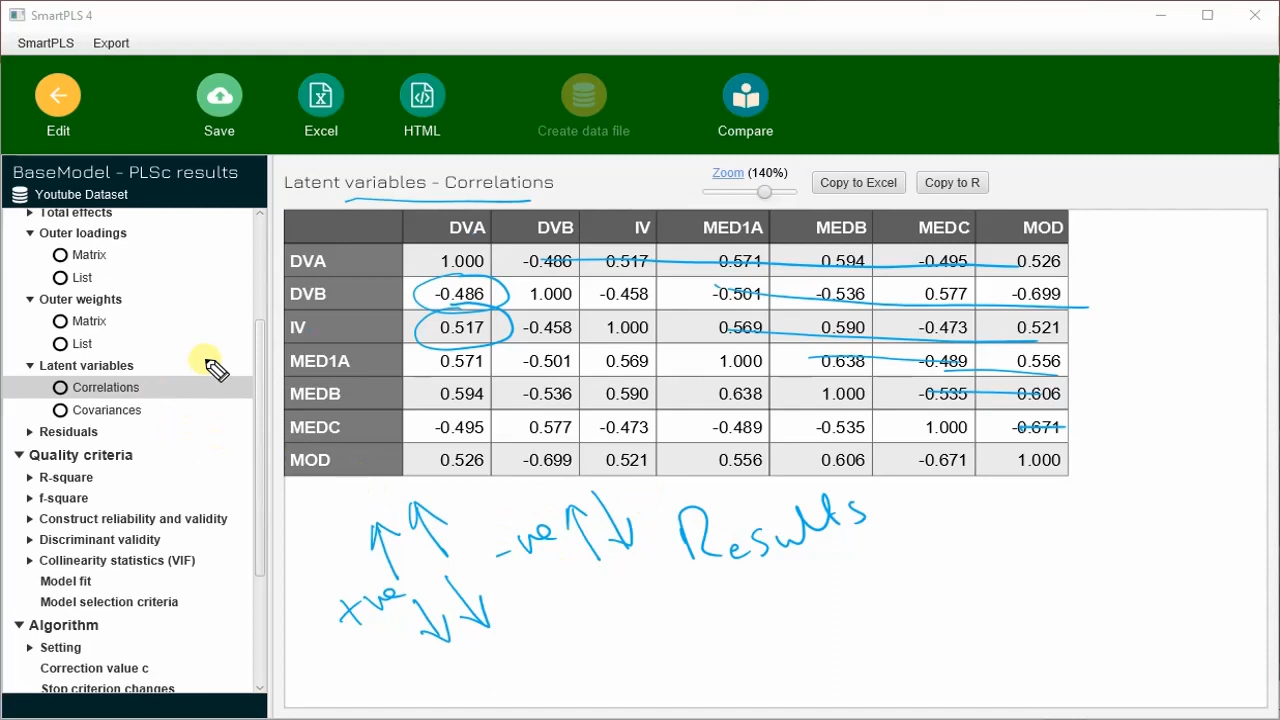 SmartPLS 4
SmartPLS Export
Edit Save Excel HTML Create data file Compare
BaseModel - PLSc results
Youtube Dataset
Total effects
Outer loadings
Matrix
List
Outer weights
Matrix
List
Latent variables
Correlations
Covariances
Residuals
Quality criteria
R-square
f-square
Construct reliability and validity
Discriminant validity
Collinearity statistics (VIF)
Model fit
Model selection criteria
Algorithm
Setting
Correction value c
Stop criterion changes
Latent variables - Correlations
Zoom (140%)
Copy to Excel Copy to R
DVA DVB IV MED1A MEDB MEDC MOD
DVA 1.000 -0.486 0.517 0.571 0.594 -0.495 0.526
DVB -0.486 1.000 -0.458 -0.501 -0.536 0.577 -0.699
IV 0.517 -0.458 1.000 0.569 0.590 -0.473 0.521
MED1A 0.571 -0.501 0.569 1.000 0.638 -0.489 0.556
MEDB 0.594 -0.536 0.590 0.638 1.000 -0.535 0.606
MEDC -0.495 0.577 -0.473 -0.489 -0.535 1.000 -0.671
MOD 0.526 -0.699 0.521 0.556 0.606 -0.671 1.000
-ve Results
+ve